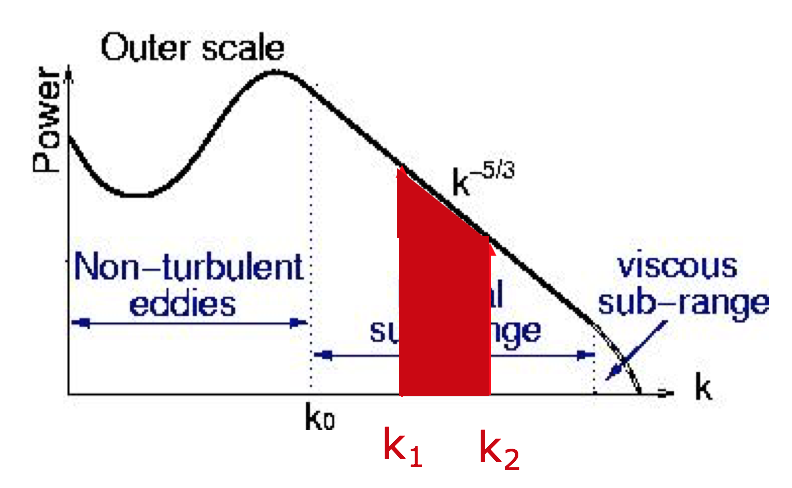 Outer scale
Power
k–5/3
Non–turbulent
eddies
viscous
sub–range
k
k0
k1
k2